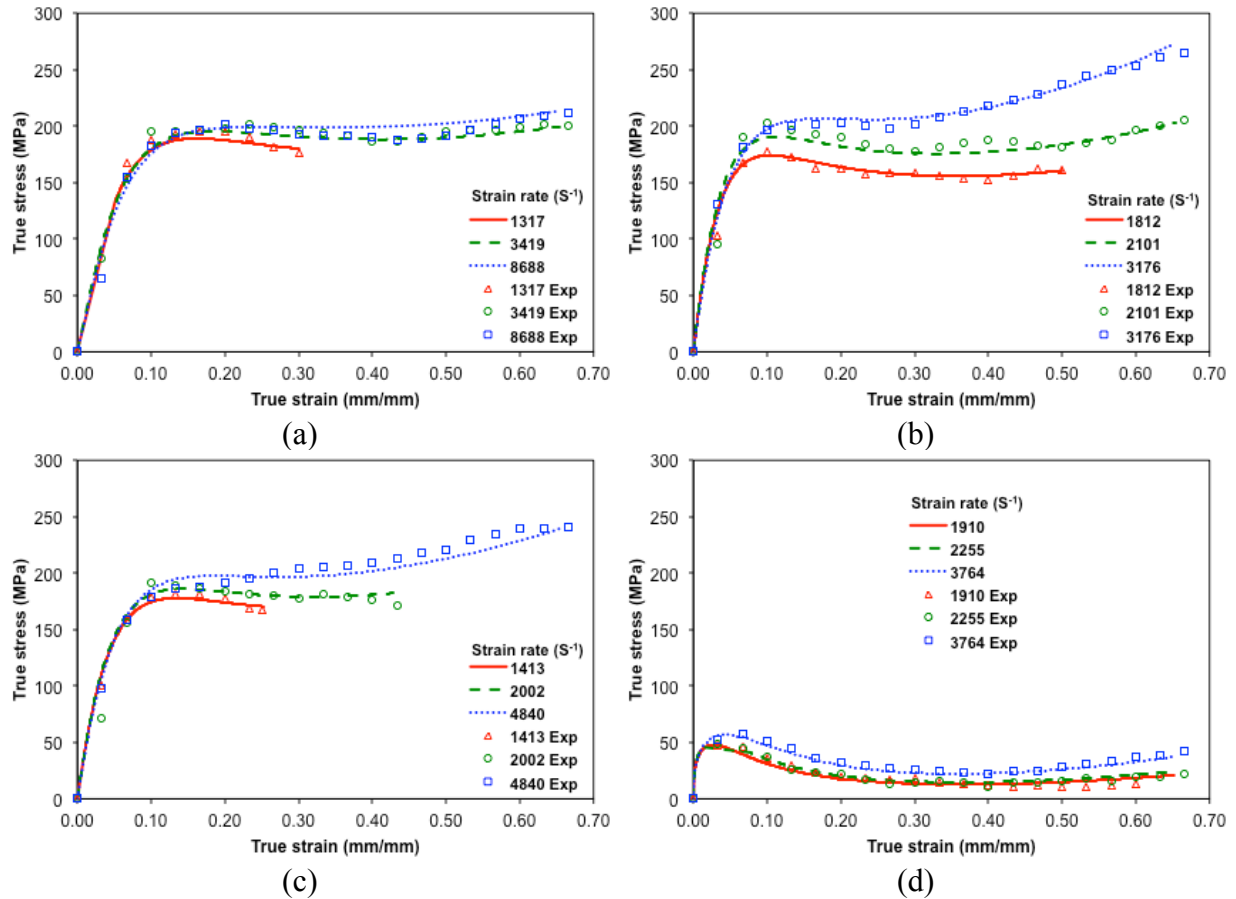 300
250
200
150
100
50
0
True stress (MPa)
0.00 0.10 0.20 0.30 0.40 0.50 0.60 0.70
True strain (mm/mm)
Strain rate (S-1)
1317
3419
8688
1317 Exp
3419 Exp
8688 Exp
(a)
300
250
200
150
100
50
0
True stress (MPa)
0.00 0.10 0.20 0.30 0.40 0.50 0.60 0.70
True strain (mm/mm)
Strain rate (S-1)
1812
2101
3176
1812 Exp
2101 Exp
3176 Exp
(b)
300
250
200
150
100
50
0
True stress (MPa)
0.00 0.10 0.20 0.30 0.40 0.50 0.60 0.70
True strain (mm/mm)
Strain rate (S-1)
1413
2002
4840
1413 Exp
2002 Exp
4840 Exp
(c)
300
250
200
150
100
50
0
True stress (MPa)
0.00 0.10 0.20 0.30 0.40 0.50 0.60 0.70
True strain (mm/mm)
Strain rate (S-1)
1910
2255
3764
1910 Exp
2255 Exp
3764 Exp
(d)